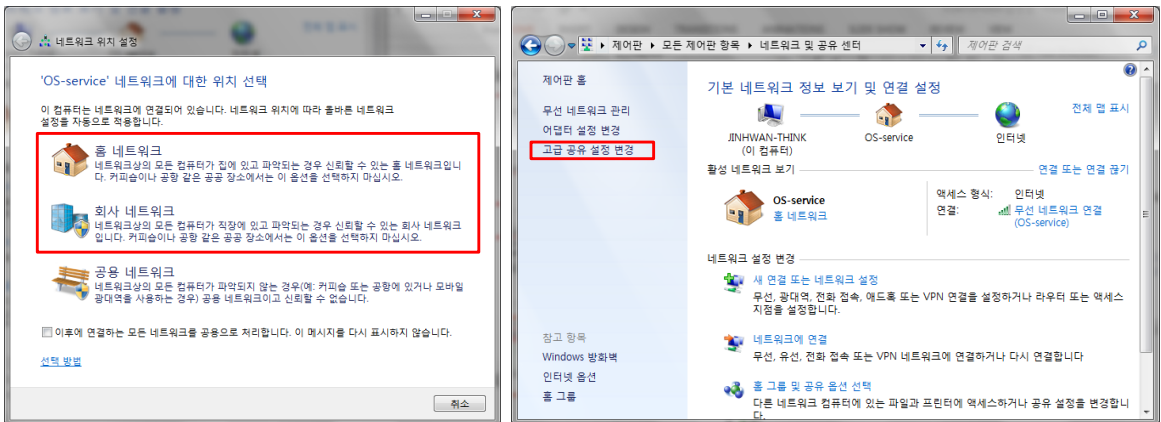 네트워크 위치 설정
'OS-service' 네트워크에 대한 위치 선택
이 컴퓨터는 네트워크에 연결되어 있습니다. 네트워크 위치에 따라 올바른 네트워크
설정을 자동으로 적용합니다.
홈 네트워크
네트워크상의 모든 컴퓨터가 집에 있고 파악되는 경우 신뢰할 수 있는 홈 네트워크입니
다. 커피숍이나 공항 같은 공공 장소에서는 이 옵션을 선택하지 마십시오.
회사 네트워크
네트워크상의 모든 컴퓨터가 직장에 있고 파악되는 경우 신뢰할 수 있는 회사 네트워크
입니다. 커피숍이나 공항 같은 공공 장소에서는 이 옵션을 선택하지 마십시오.
공용 네트워크
네트워크상의 모든 컴퓨터가 파악되지 않는 경우(예: 커피숍 또는 공항에 있거나 모바일
광대역을 사용하는 경우) 공용 네트워크이고 신뢰할 수 없습니다.
이후에 연결하는 모든 네트워크를 공용으로 처리합니다. 이 메시지를 다시 표시하지 않습니다.
선택 방법
취소
제어판 ▸ 모든 제어판 항목 ▸ 네트워크 및 공유 센터
제어판 검색
제어판 홈
무선 네트워크 관리
어댑터 설정 변경
고급 공유 설정 변경
참고 항목
Windows 방화벽
인터넷 옵션
홈 그룹
기본 네트워크 정보 보기 및 연결 설정
전체 맵 표시
JINHWAN-THINK
(이 컴퓨터)
OS-service
인터넷
활성 네트워크 보기
연결 또는 연결 끊기
OS-service
홈 네트워크
액세스 형식: 인터넷
연결: 무선 네트워크 연결
(OS-service)
네트워크 설정 변경
새 연결 또는 네트워크 설정
무선, 광대역, 전화 접속, 애드혹 또는 VPN 연결을 설정하거나 라우터 또는 액세스
지점을 설정합니다.
네트워크에 연결
무선, 유선, 전화 접속 또는 VPN 네트워크에 연결하거나 다시 연결합니다
홈 그룹 및 공유 옵션 선택
다른 네트워크 컴퓨터에 있는 파일과 프린터에 액세스하거나 공유 설정을 변경합니
다.